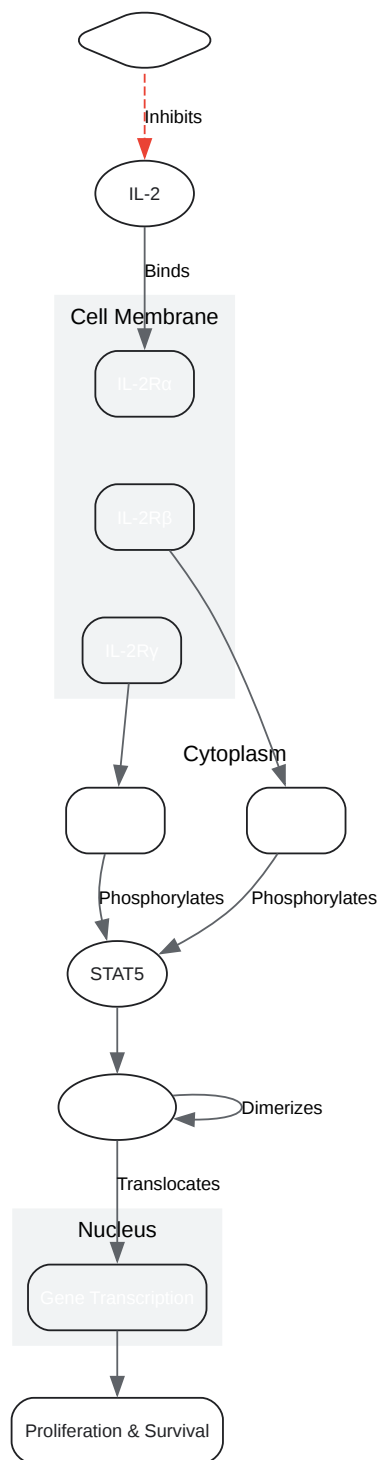 Inhibits
IL-2
Binds
Cell Membrane
IL-2Rα
IL-2Rβ
IL-2Rγ
Cytoplasm
Phosphorylates
Phosphorylates
STAT5
Dimerizes
Translocates
Nucleus
Gene Transcription
Proliferation & Survival